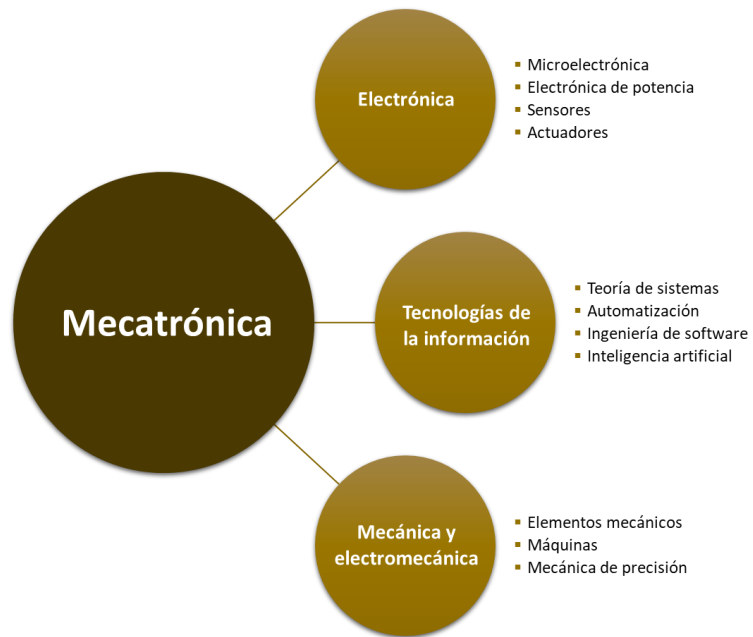 Electrónica
▪ Microelectrónica
▪ Electrónica de potencia
▪ Sensores
▪ Actuadores
Mecatrónica
Tecnologías de
la información
▪ Teoría de sistemas
▪ Automatización
▪ Ingeniería de software
▪ Inteligencia artificial
Mecánica y
electromecánica
▪ Elementos mecánicos
▪ Máquinas
▪ Mecánica de precisión